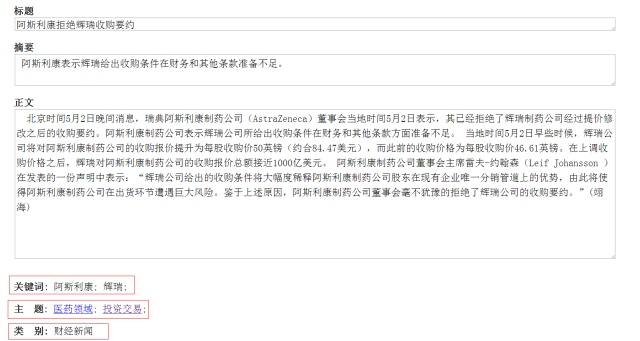 标题
阿斯利康拒绝辉瑞收购要约
摘要
阿斯利康表示辉瑞给出收购条件在财务和其他条款准备不足。
正文
北京时间5月2日晚间消息，瑞典阿斯利康制药公司（AstraZeneca）董事会当地时间5月2日表示，其已经拒绝了辉瑞制药公司经过提价修
改之后的收购要约。阿斯利康制药公司表示辉瑞公司所给出收购条件在财务和其他条款方面准备不足。 当地时间5月2日早些时候，辉瑞公
司将对阿斯利康制药公司的收购报价提升为每股收购价50英镑（约合84.47美元），而此前的收购价格为每股收购价46.61英镑。在上调收
购价格之后，辉瑞对阿斯利康制药公司的收购报价总额接近1000亿美元。 阿斯利康制药公司董事会主席雷夫-约翰森（Leif Johansson ）
在发表的一份声明中表示：“辉瑞公司给出的收购条件将大幅度稀释阿斯利康制药公司股东在现有企业唯一分销管道上的优势，由此将使
得阿斯利康制药公司在出货环节遭遇巨大风险。鉴于上述原因，阿斯利康制药公司董事会毫不犹豫的拒绝了辉瑞公司的收购要约。”(翊
海)
关键词: 阿斯利康; 辉瑞;
主 题: 医药领域; 投资交易;
类 别: 财经新闻